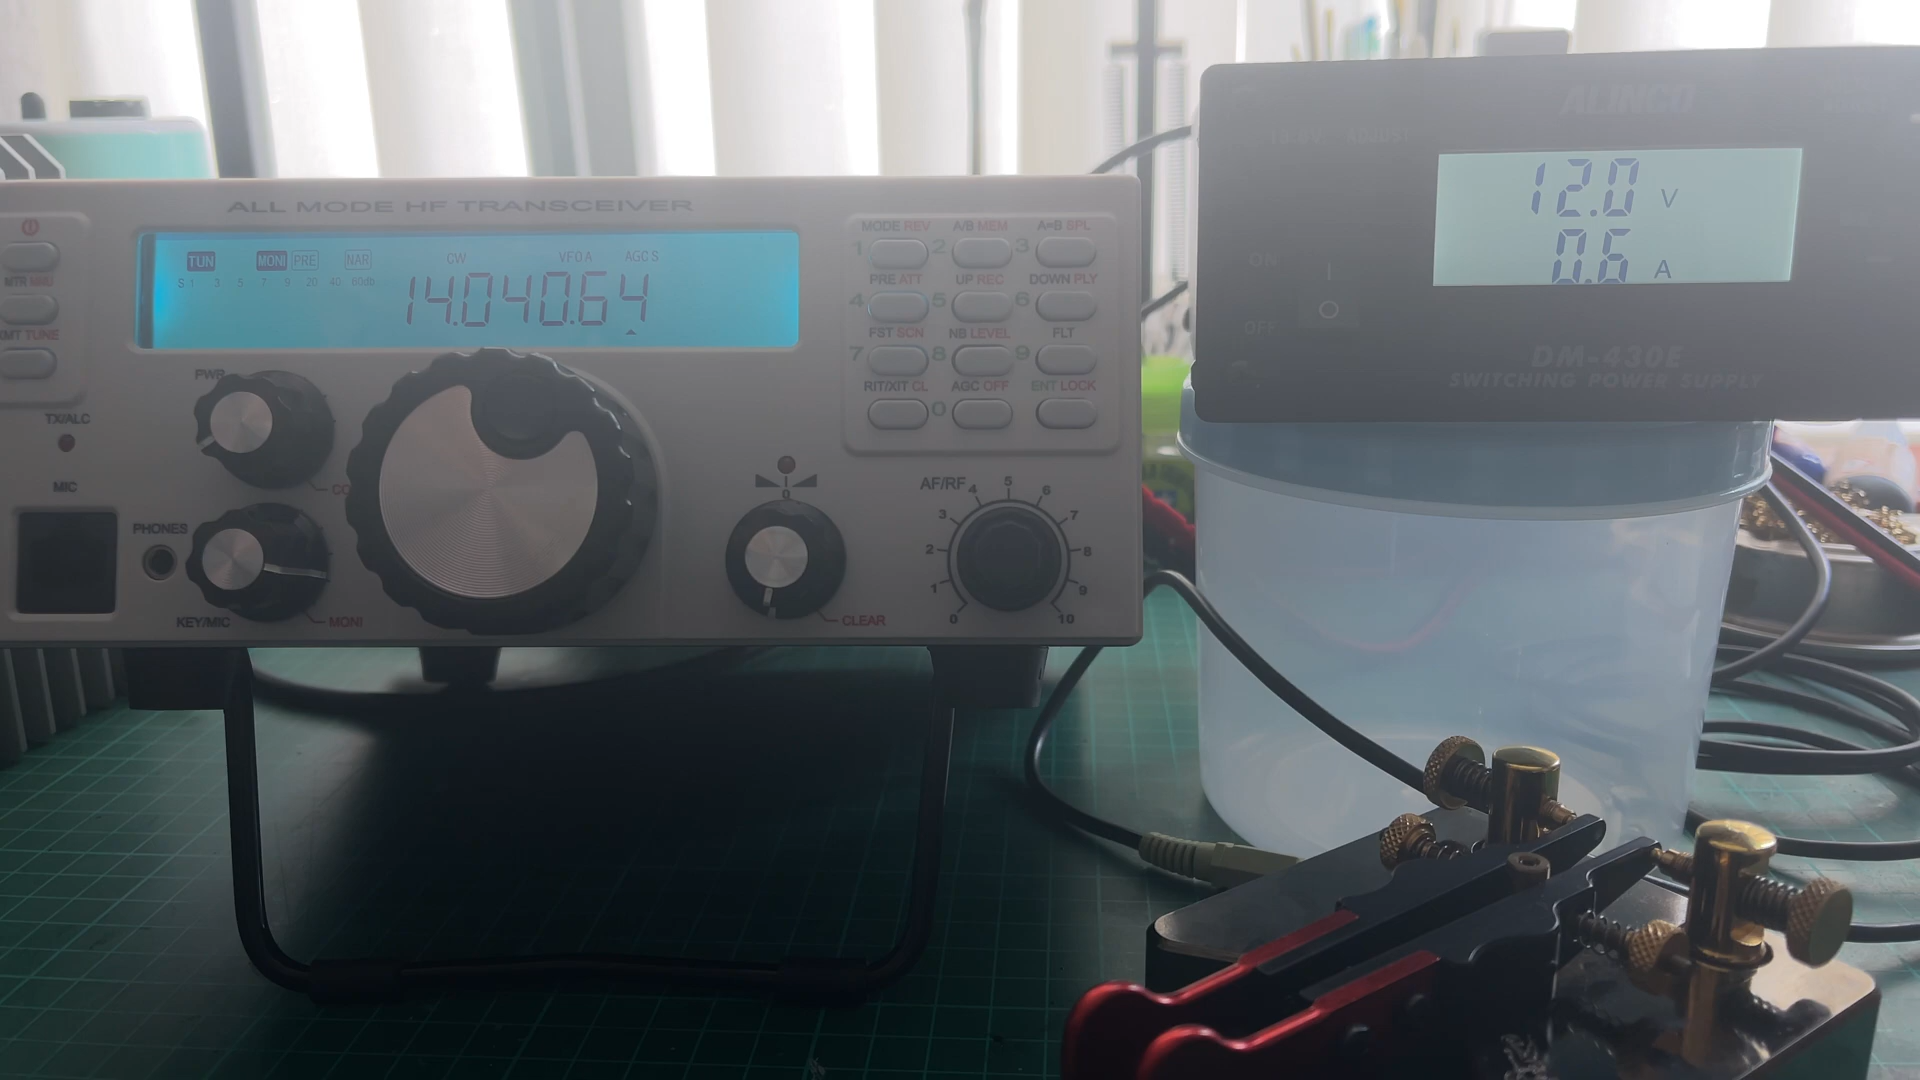 ALL MODE HF TRANSCEIVER
TUN MONI PRE NAR CW VFO A AGC S
S 1 3 5 7 9 20 40 60db
14.040.64
MTR MNU
XMT TUNE
TX/ALC
MIC
PHONES
PWR
KEY/MIC
MONI
MODE REV A/B MEM A=B SPL
1 2 3
PRE ATT UP REC DOWN PLY
4 5 6
FST SCN NB LEVEL FLT
7 8 9
RIT/XIT CL AGC OFF ENT LOCK
0
0
CLEAR
AF/RF
0 1 2 3 4 5 6 7 8 9 10
ALINCO
12.0 V
0.6 A
ON
OFF
DM-430E
SWITCHING POWER SUPPLY